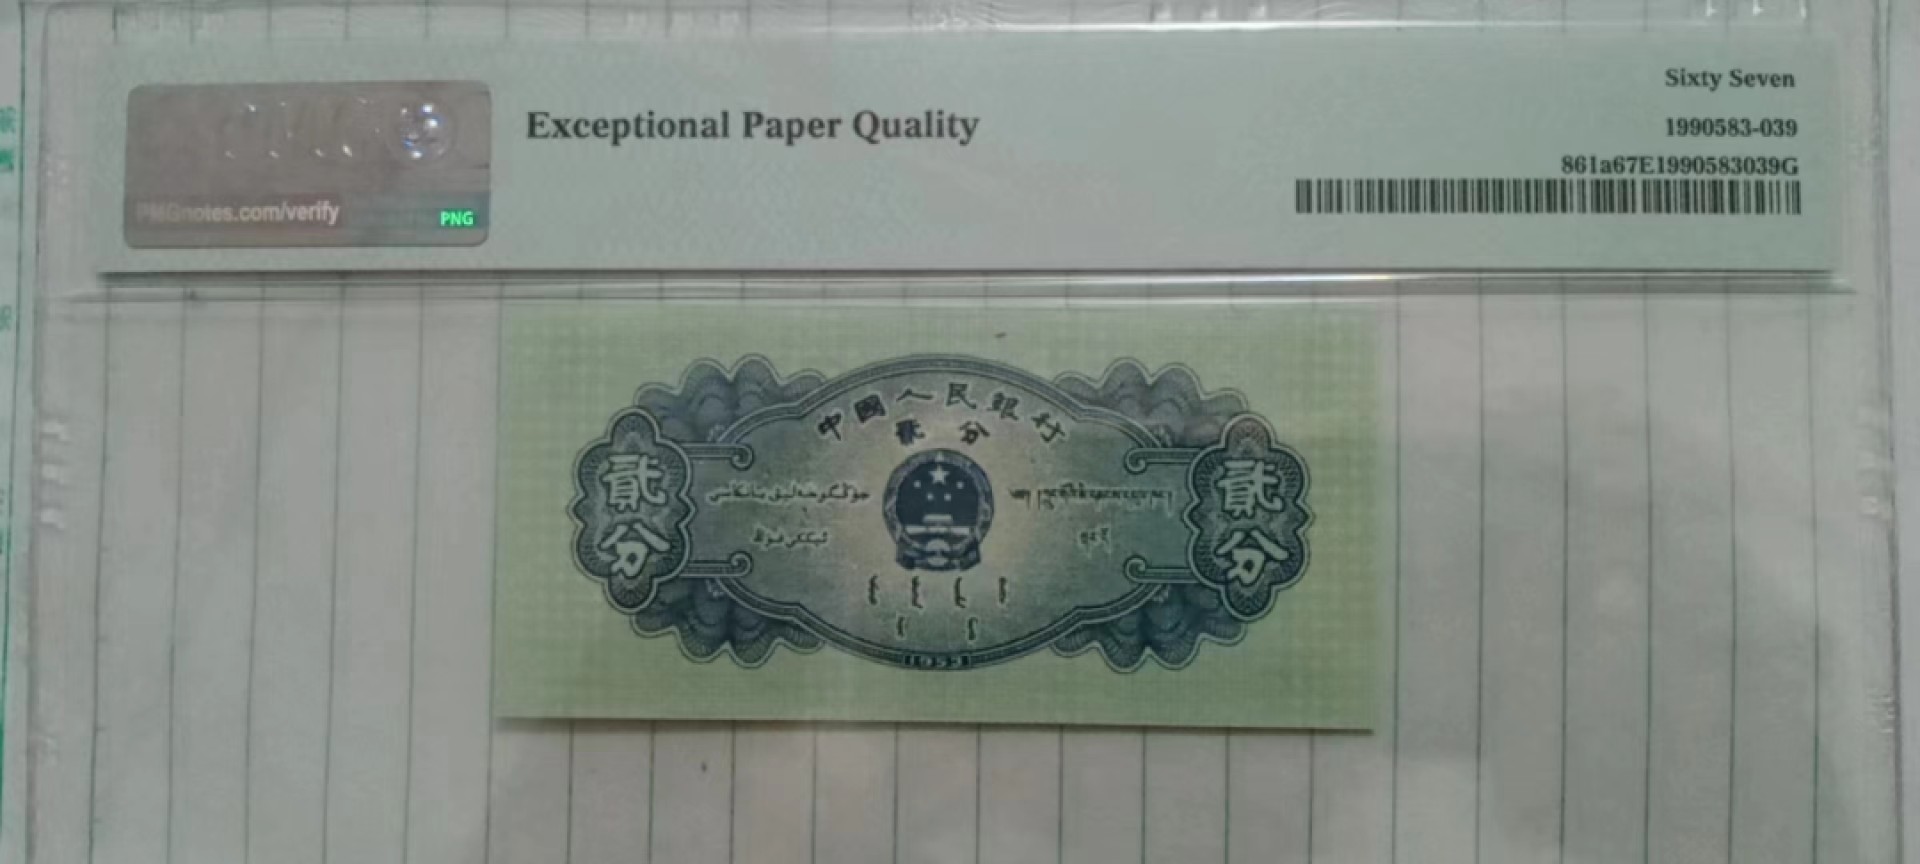 Exceptional Paper Quality
Sixty Seven
1990583-039
861a67E1990583039G
PMGnotes.com/verify
PNG
中國人民銀行
貳分
貳分
貳分
1953